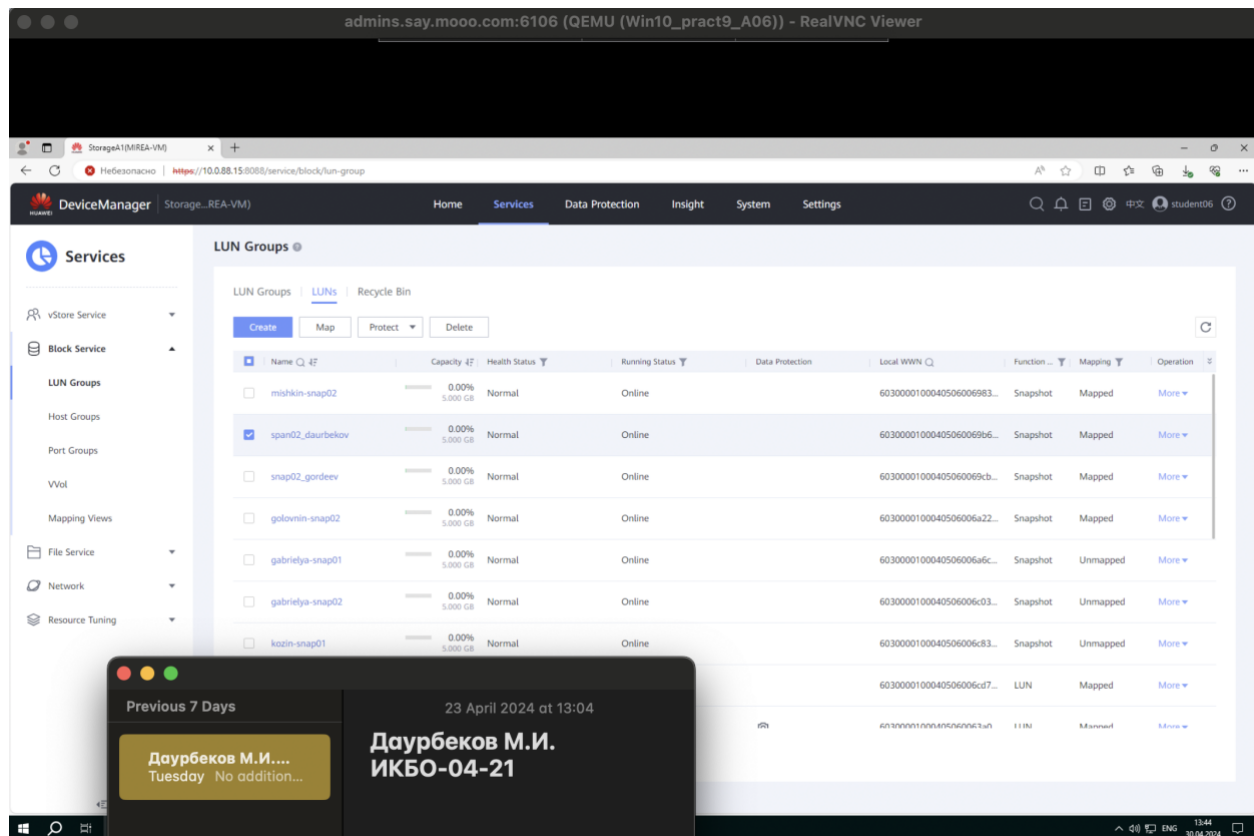 admins.say.mooo.com:6106 (QEMU (Win10_pract9_A06)) - RealVNC Viewer
StorageA1(MIREA-VM)
Небезопасно https://10.0.88.15:8088/service/block/lun-group
HUAWEI DeviceManager Storage...REA-VM) Home Services Data Protection Insight System Settings 中文 student06
Services
vStore Service
Block Service
LUN Groups
Host Groups
Port Groups
VVol
Mapping Views
File Service
Network
Resource Tuning
LUN Groups
LUN Groups LUNs Recycle Bin
Create Map Protect Delete
Name Capacity Health Status Running Status Data Protection Local WWN Function ... Mapping Operation
mishkin-snap02 0.00% 5.000 GB Normal Online 6030000100040506006983... Snapshot Mapped More
span02_daurbekov 0.00% 5.000 GB Normal Online 60300001000405060069b6... Snapshot Mapped More
snap02_gordeev 0.00% 5.000 GB Normal Online 60300001000405060069cb... Snapshot Mapped More
golovnin-snap02 0.00% 5.000 GB Normal Online 6030000100040506006a22... Snapshot Mapped More
gabrielya-snap01 0.00% 5.000 GB Normal Online 6030000100040506006a6c... Snapshot Unmapped More
gabrielya-snap02 0.00% 5.000 GB Normal Online 6030000100040506006c03... Snapshot Unmapped More
kozin-snap01 0.00% 5.000 GB Normal Online 6030000100040506006c83... Snapshot Unmapped More
6030000100040506006cd7... LUN Mapped More
60300001000405060063a0 LUN Mapped More
Previous 7 Days
Даурбеков М.И....
Tuesday No addition...
23 April 2024 at 13:04
Даурбеков М.И.
ИКБО-04-21
ENG
13:44
30.04.2024